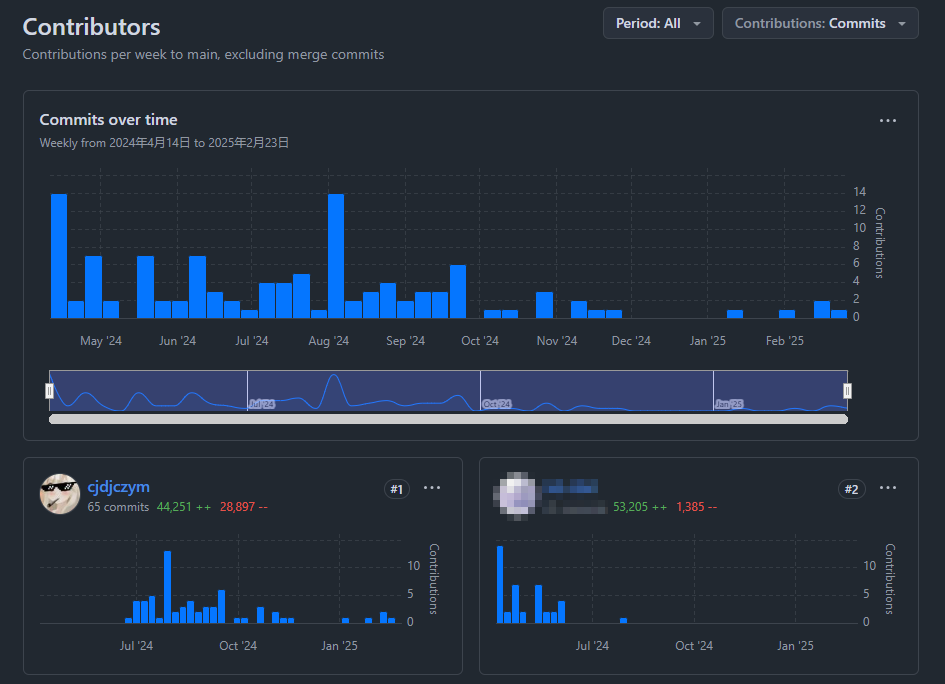 Contributors
Period: All
Contributions: Commits
Contributions per week to main, excluding merge commits
Commits over time
Weekly from 2024年4月14日 to 2025年2月23日
14
12
10
8
6
4
2
0
Contributions
May '24 Jun '24 Jul '24 Aug '24 Sep '24 Oct '24 Nov '24 Dec '24 Jan '25 Feb '25
Jul '24 Oct '24 Jan '25
cjdjczym
#1
65 commits 44,251 ++ 28,897 --
10
5
0
Contributions
Jul '24 Oct '24 Jan '25
#2
53,205 ++ 1,385 --
10
5
0
Contributions
Jul '24 Oct '24 Jan '25